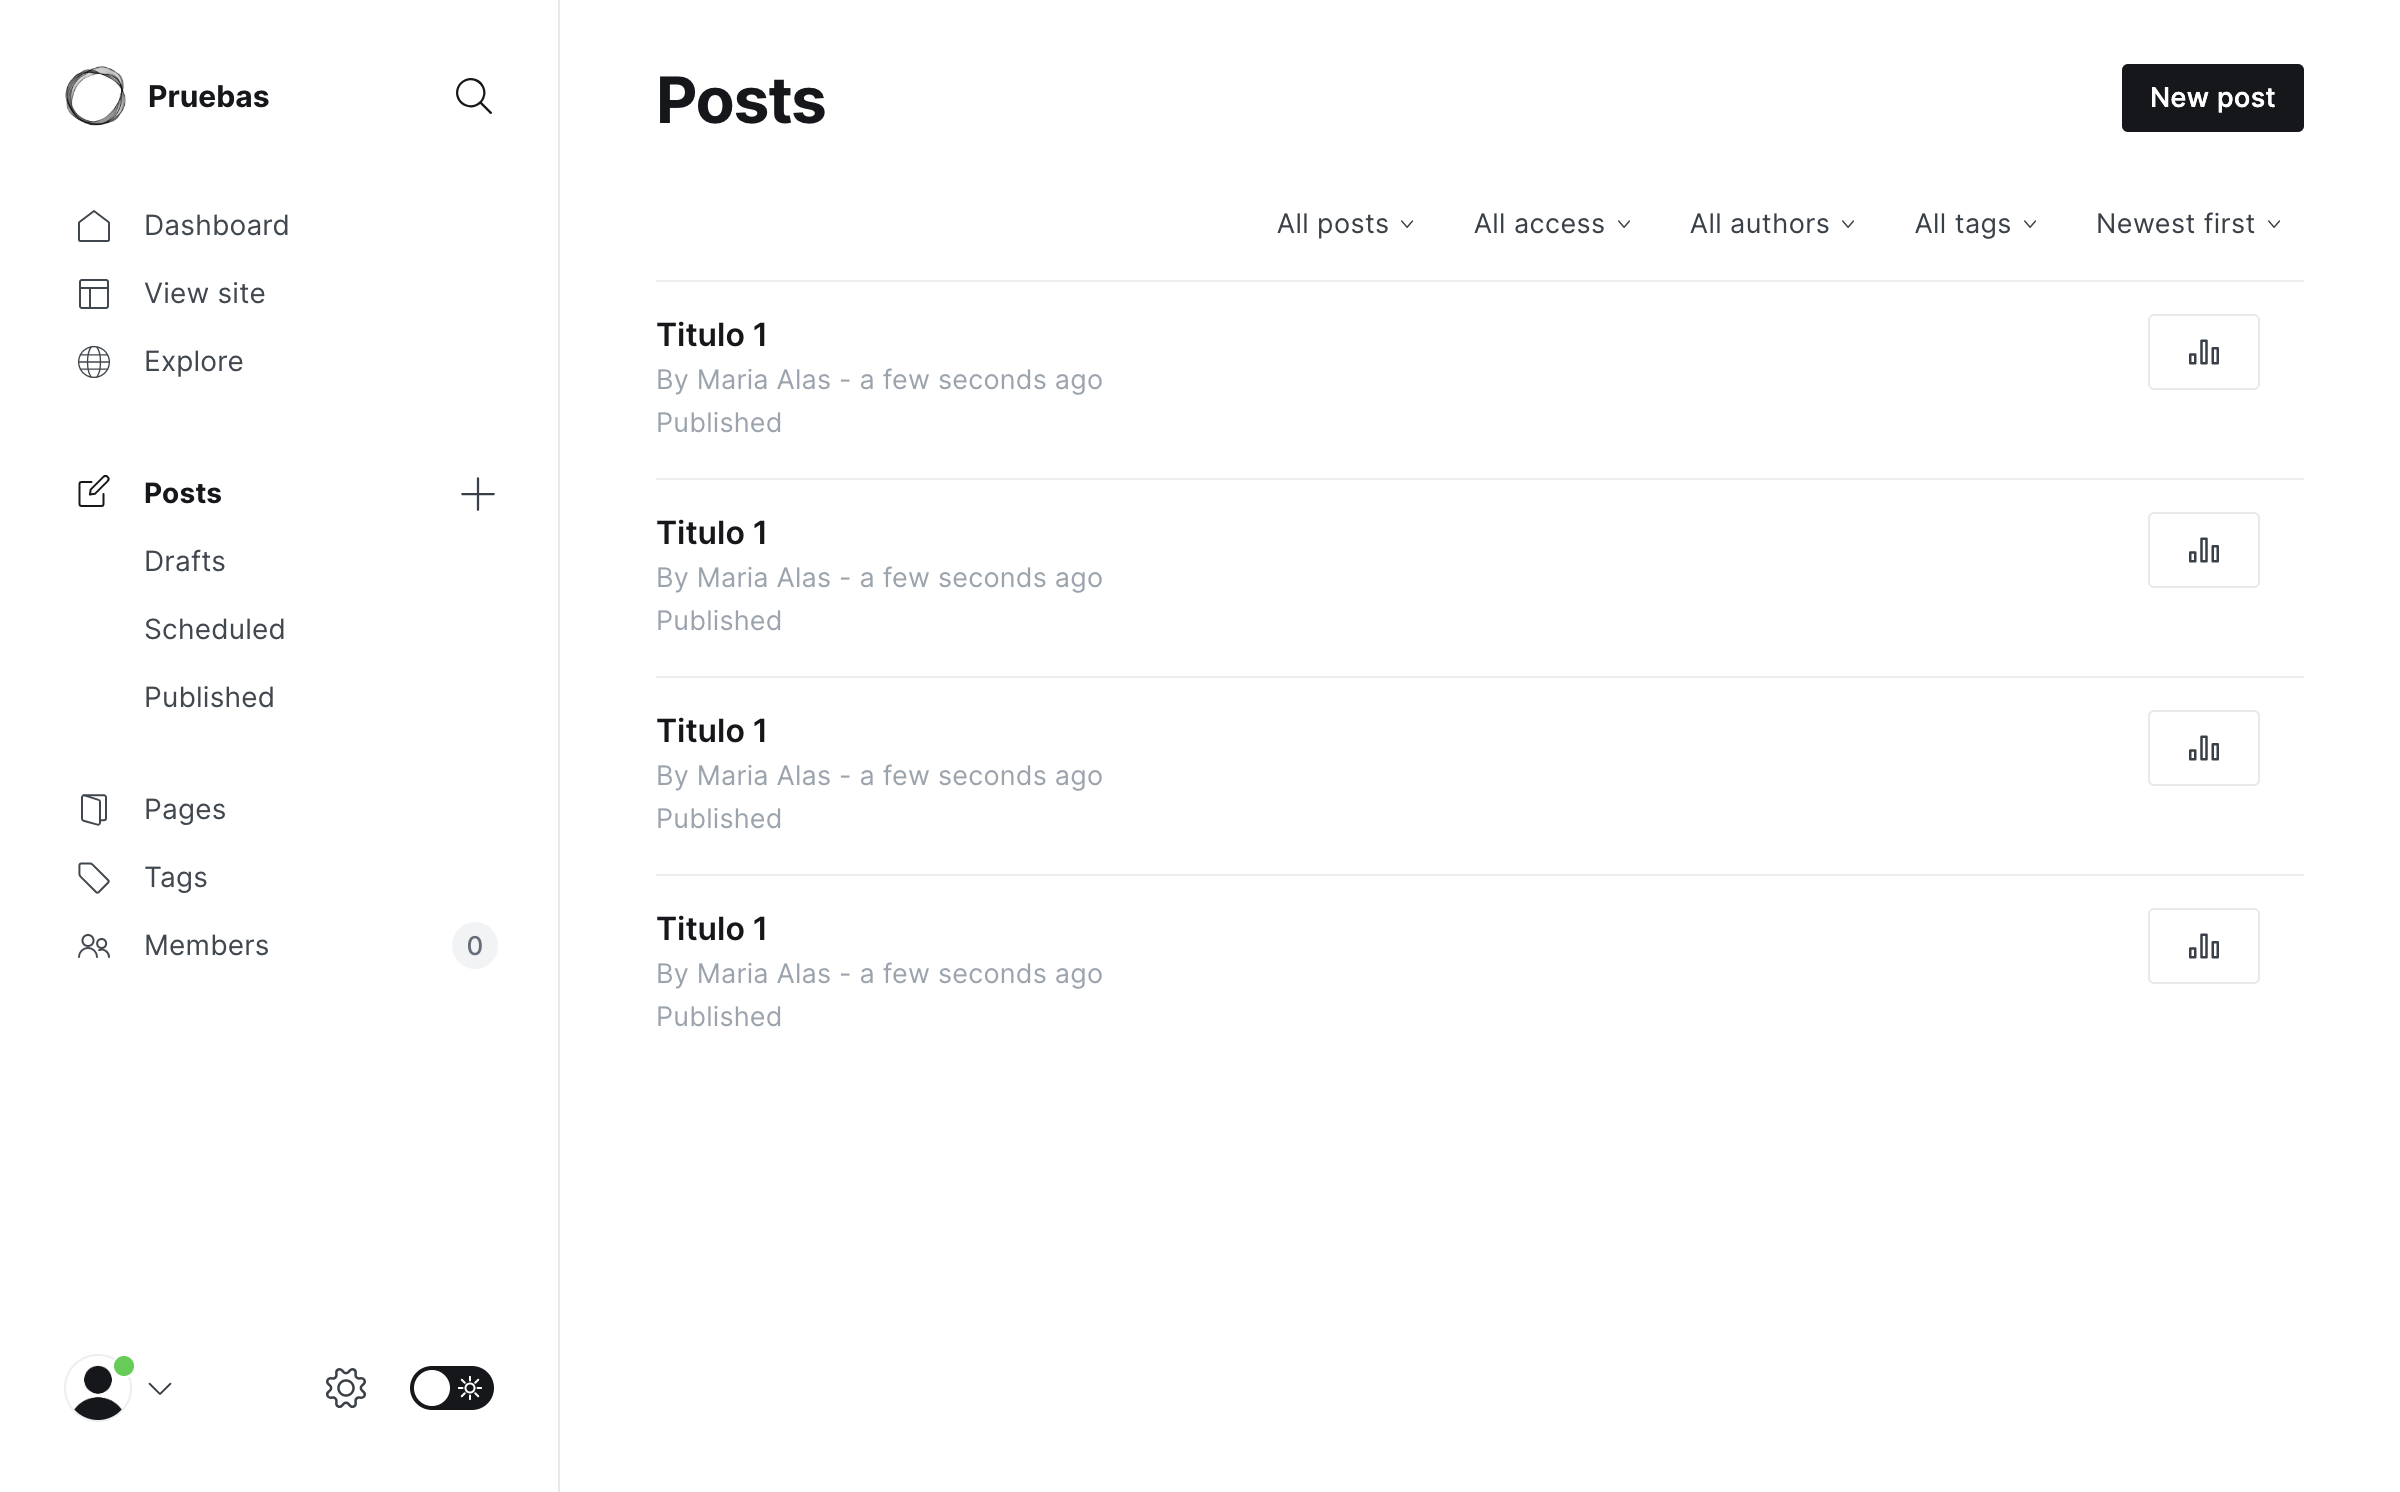 Pruebas
Dashboard
View site
Explore
Posts
Drafts
Scheduled
Published
Pages
Tags
Members 0
Posts
New post
All posts All access All authors All tags Newest first
Titulo 1
By Maria Alas - a few seconds ago
Published
Titulo 1
By Maria Alas - a few seconds ago
Published
Titulo 1
By Maria Alas - a few seconds ago
Published
Titulo 1
By Maria Alas - a few seconds ago
Published